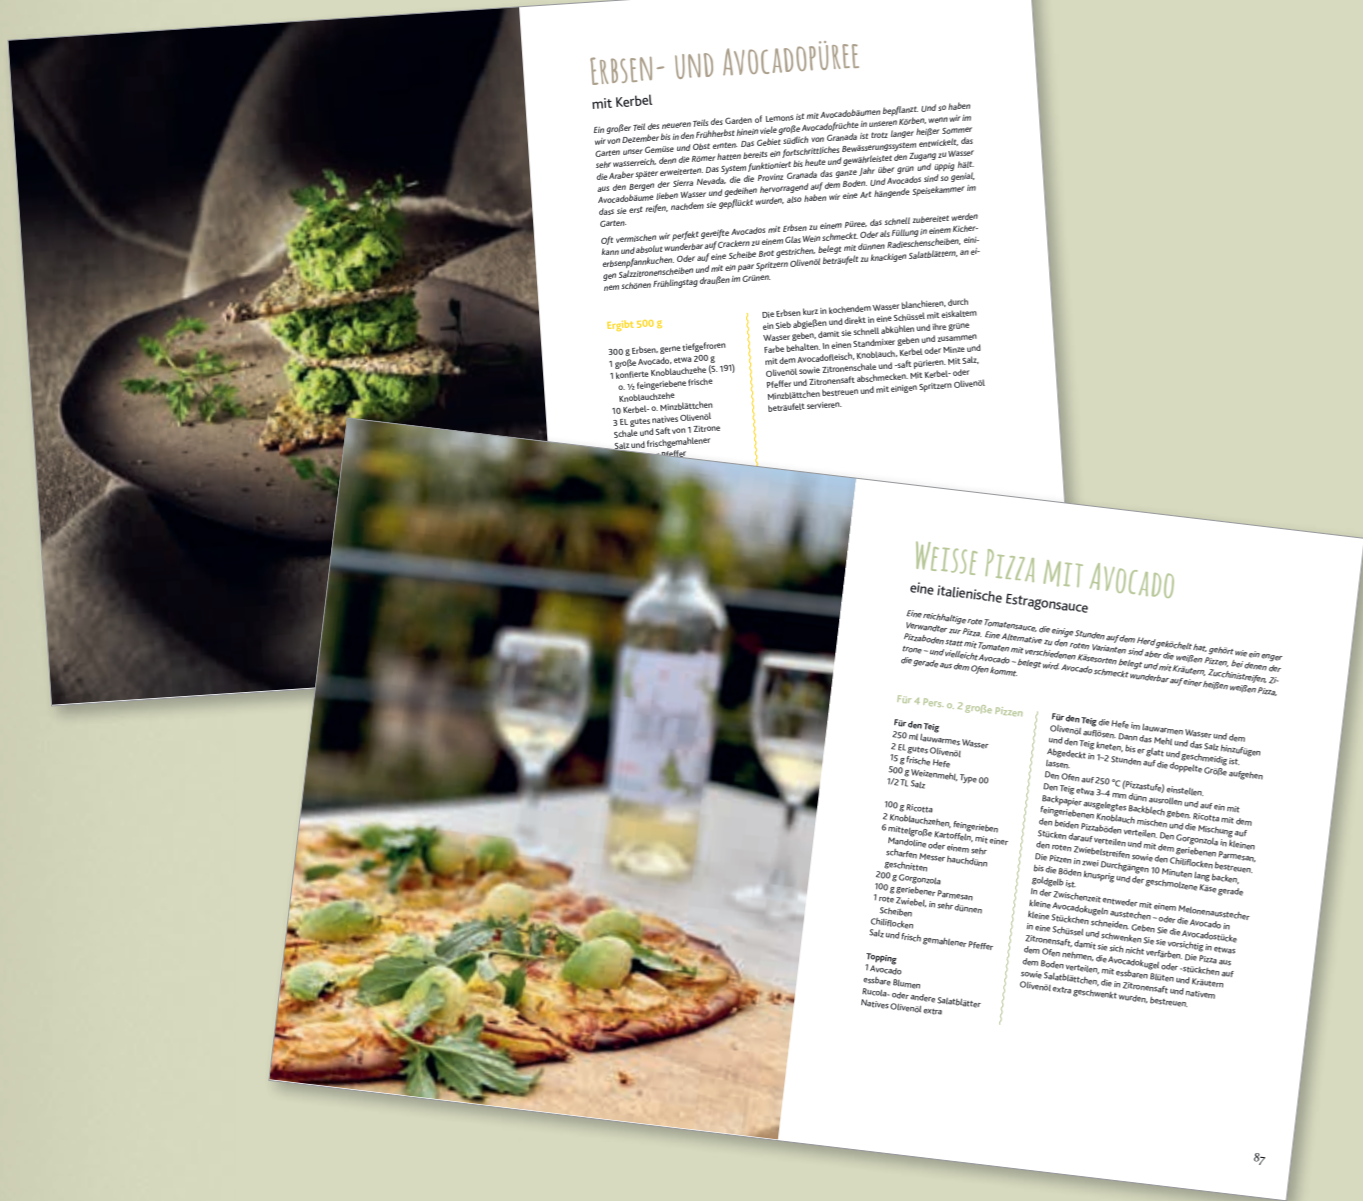 ERBSEN- UND AVOCADOPÜREE
mit Kerbel
Ein großer Teil des neueren Teils des Garden of Lemons ist mit Avocadobäumen bepflanzt. Und so haben
wir von Dezember bis in den Frühherbst hinein viele große Avocadofrüchte in unseren Körben, wenn wir im
Garten unser Gemüse und Obst ernten. Das Gebiet südlich von Granada ist trotz langer heißer Sommer
sehr wasserreich, denn die Römer hatten bereits ein fortschrittliches Bewässerungssystem entwickelt, das
die Araber später erweiterten. Das System funktioniert bis heute und gewährleistet den Zugang zu Wasser
aus den Bergen der Sierra Nevada, die die Provinz Granada das ganze Jahr über grün und üppig hält.
Avocadobäume lieben Wasser und gedeihen hervorragend auf dem Boden. Und Avocados sind so genial,
dass sie erst reifen, nachdem sie gepflückt wurden, also haben wir eine Art hängende Speisekammer im
Garten.
Oft vermischen wir perfekt gereifte Avocados mit Erbsen zu einem Püree, das schnell zubereitet werden
kann und absolut wunderbar auf Crackern zu einem Glas Wein schmeckt. Oder als Füllung in einem Kicher-
erbsenpfannkuchen. Oder auf eine Scheibe Brot gestrichen, belegt mit dünnen Radieschenscheiben, eini-
gen Salzzitronenscheiben und mit ein paar Spritzern Olivenöl beträufelt zu knackigen Salatblättern, an ei-
nem schönen Frühlingstag draußen im Grünen.
Ergibt 500 g
300 g Erbsen, gerne tiefgefroren
1 große Avocado, etwa 200 g
1 konfierte Knoblauchzehe (S. 191)
o. ½ feingeriebene frische
Knoblauchzehe
10 Kerbel- o. Minzblättchen
3 EL gutes natives Olivenöl
Schale und Saft von 1 Zitrone
Salz und frischgemahlener
Pfeffer
Die Erbsen kurz in kochendem Wasser blanchieren, durch
ein Sieb abgießen und direkt in eine Schüssel mit eiskaltem
Wasser geben, damit sie schnell abkühlen und ihre grüne
Farbe behalten. In einen Standmixer geben und zusammen
mit dem Avocadofleisch, Knoblauch, Kerbel oder Minze und
Olivenöl sowie Zitronenschale und -saft pürieren. Mit Salz,
Pfeffer und Zitronensaft abschmecken. Mit Kerbel- oder
Minzblättchen bestreuen und mit einigen Spritzern Olivenöl
beträufelt servieren.
WEISSE PIZZA MIT AVOCADO
eine italienische Estragonsauce
Eine reichhaltige rote Tomatensauce, die einige Stunden auf dem Herd geköchelt hat, gehört wie ein enger
Verwandter zur Pizza. Eine Alternative zu den roten Varianten sind aber die weißen Pizzen, bei denen der
Pizzaboden statt mit Tomaten mit verschiedenen Käsesorten belegt und mit Kräutern, Zucchinistreifen, Zi-
trone – und vielleicht Avocado – belegt wird. Avocado schmeckt wunderbar auf einer heißen weißen Pizza,
die gerade aus dem Ofen kommt.
Für 4 Pers. o. 2 große Pizzen
Für den Teig
250 ml lauwarmes Wasser
2 EL gutes Olivenöl
15 g frische Hefe
500 g Weizenmehl, Type 00
1/2 TL Salz
100 g Ricotta
2 Knoblauchzehen, feingerieben
6 mittelgroße Kartoffeln, mit einer
Mandoline oder einem sehr
scharfen Messer hauchdünn
geschnitten
200 g Gorgonzola
100 g geriebener Parmesan
1 rote Zwiebel, in sehr dünnen
Scheiben
Chiliflocken
Salz und frisch gemahlener Pfeffer
Topping
1 Avocado
essbare Blumen
Rucola- oder andere Salatblätter
Natives Olivenöl extra
Für den Teig die Hefe im lauwarmen Wasser und dem
Olivenöl auflösen. Dann das Mehl und das Salz hinzufügen
und den Teig kneten, bis er glatt und geschmeidig ist.
Abgedeckt in 1–2 Stunden auf die doppelte Größe aufgehen
lassen.
Den Ofen auf 250 °C (Pizzastufe) einstellen.
Den Teig etwa 3–4 mm dünn ausrollen und auf ein mit
Backpapier ausgelegtes Backblech geben. Ricotta mit dem
feingeriebenen Knoblauch mischen und die Mischung auf
den beiden Pizzaböden verteilen. Den Gorgonzola in kleinen
Stücken darauf verteilen und mit dem geriebenen Parmesan,
den roten Zwiebelstreifen sowie den Chiliflocken bestreuen.
Die Pizzen in zwei Durchgängen 10 Minuten lang backen,
bis die Böden knusprig und der geschmolzene Käse gerade
goldgelb ist.
In der Zwischenzeit entweder mit einem Melonenausstecher
kleine Avocadokugeln ausstechen – oder die Avocado in
kleine Stückchen schneiden. Geben Sie die Avocadostücke
in eine Schüssel und schwenken Sie sie vorsichtig in etwas
Zitronensaft, damit sie sich nicht verfärben. Die Pizza aus
dem Ofen nehmen, die Avocadokugel oder -stückchen auf
dem Boden verteilen, mit essbaren Blüten und Kräutern
sowie Salatblättchen, die in Zitronensaft und nativem
Olivenöl extra geschwenkt wurden, bestreuen.
87